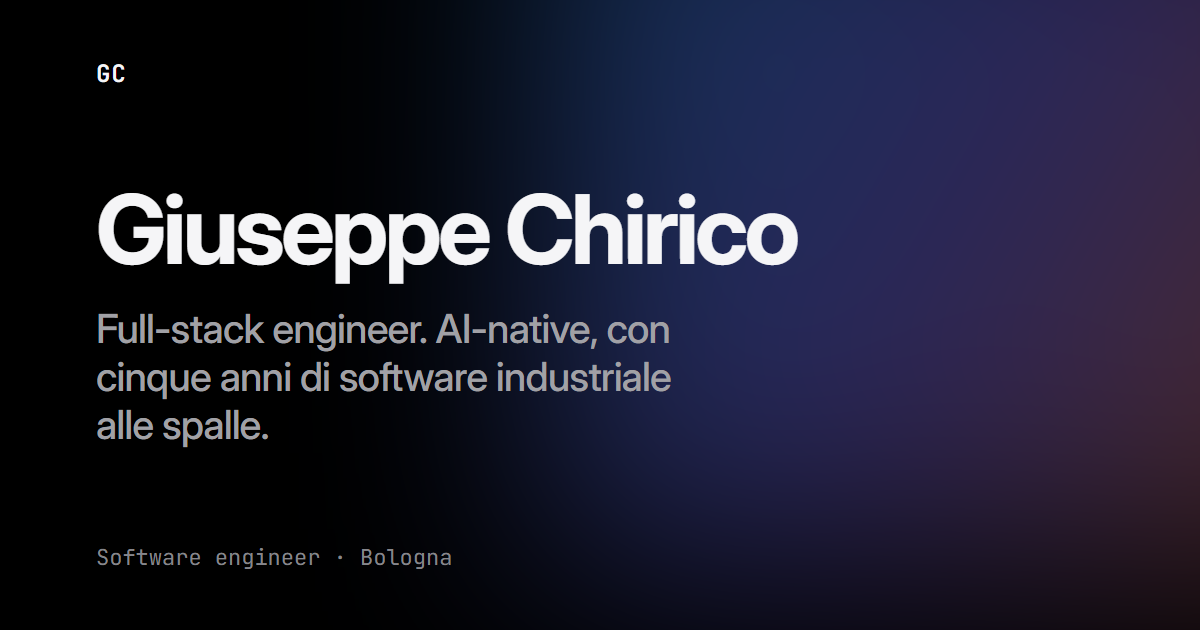 GC
Giuseppe Chirico
Full-stack engineer. AI-native, con
cinque anni di software industriale
alle spalle.
Software engineer · Bologna